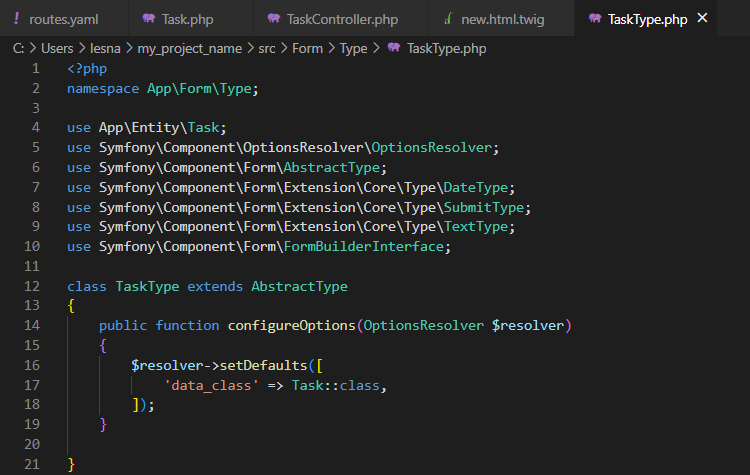 ! routes.yaml Task.php TaskController.php new.html.twig TaskType.php ×
C: > Users > lesna > my_project_name > src > Form > Type > TaskType.php
1 <?php
2 namespace App\Form\Type;
3
4 use App\Entity\Task;
5 use Symfony\Component\OptionsResolver\OptionsResolver;
6 use Symfony\Component\Form\AbstractType;
7 use Symfony\Component\Form\Extension\Core\Type\DateType;
8 use Symfony\Component\Form\Extension\Core\Type\SubmitType;
9 use Symfony\Component\Form\Extension\Core\Type\TextType;
10 use Symfony\Component\Form\FormBuilderInterface;
11
12 class TaskType extends AbstractType
13 {
14     public function configureOptions(OptionsResolver $resolver)
15     {
16         $resolver->setDefaults([
17             'data_class' => Task::class,
18         ]);
19     }
20
21 }